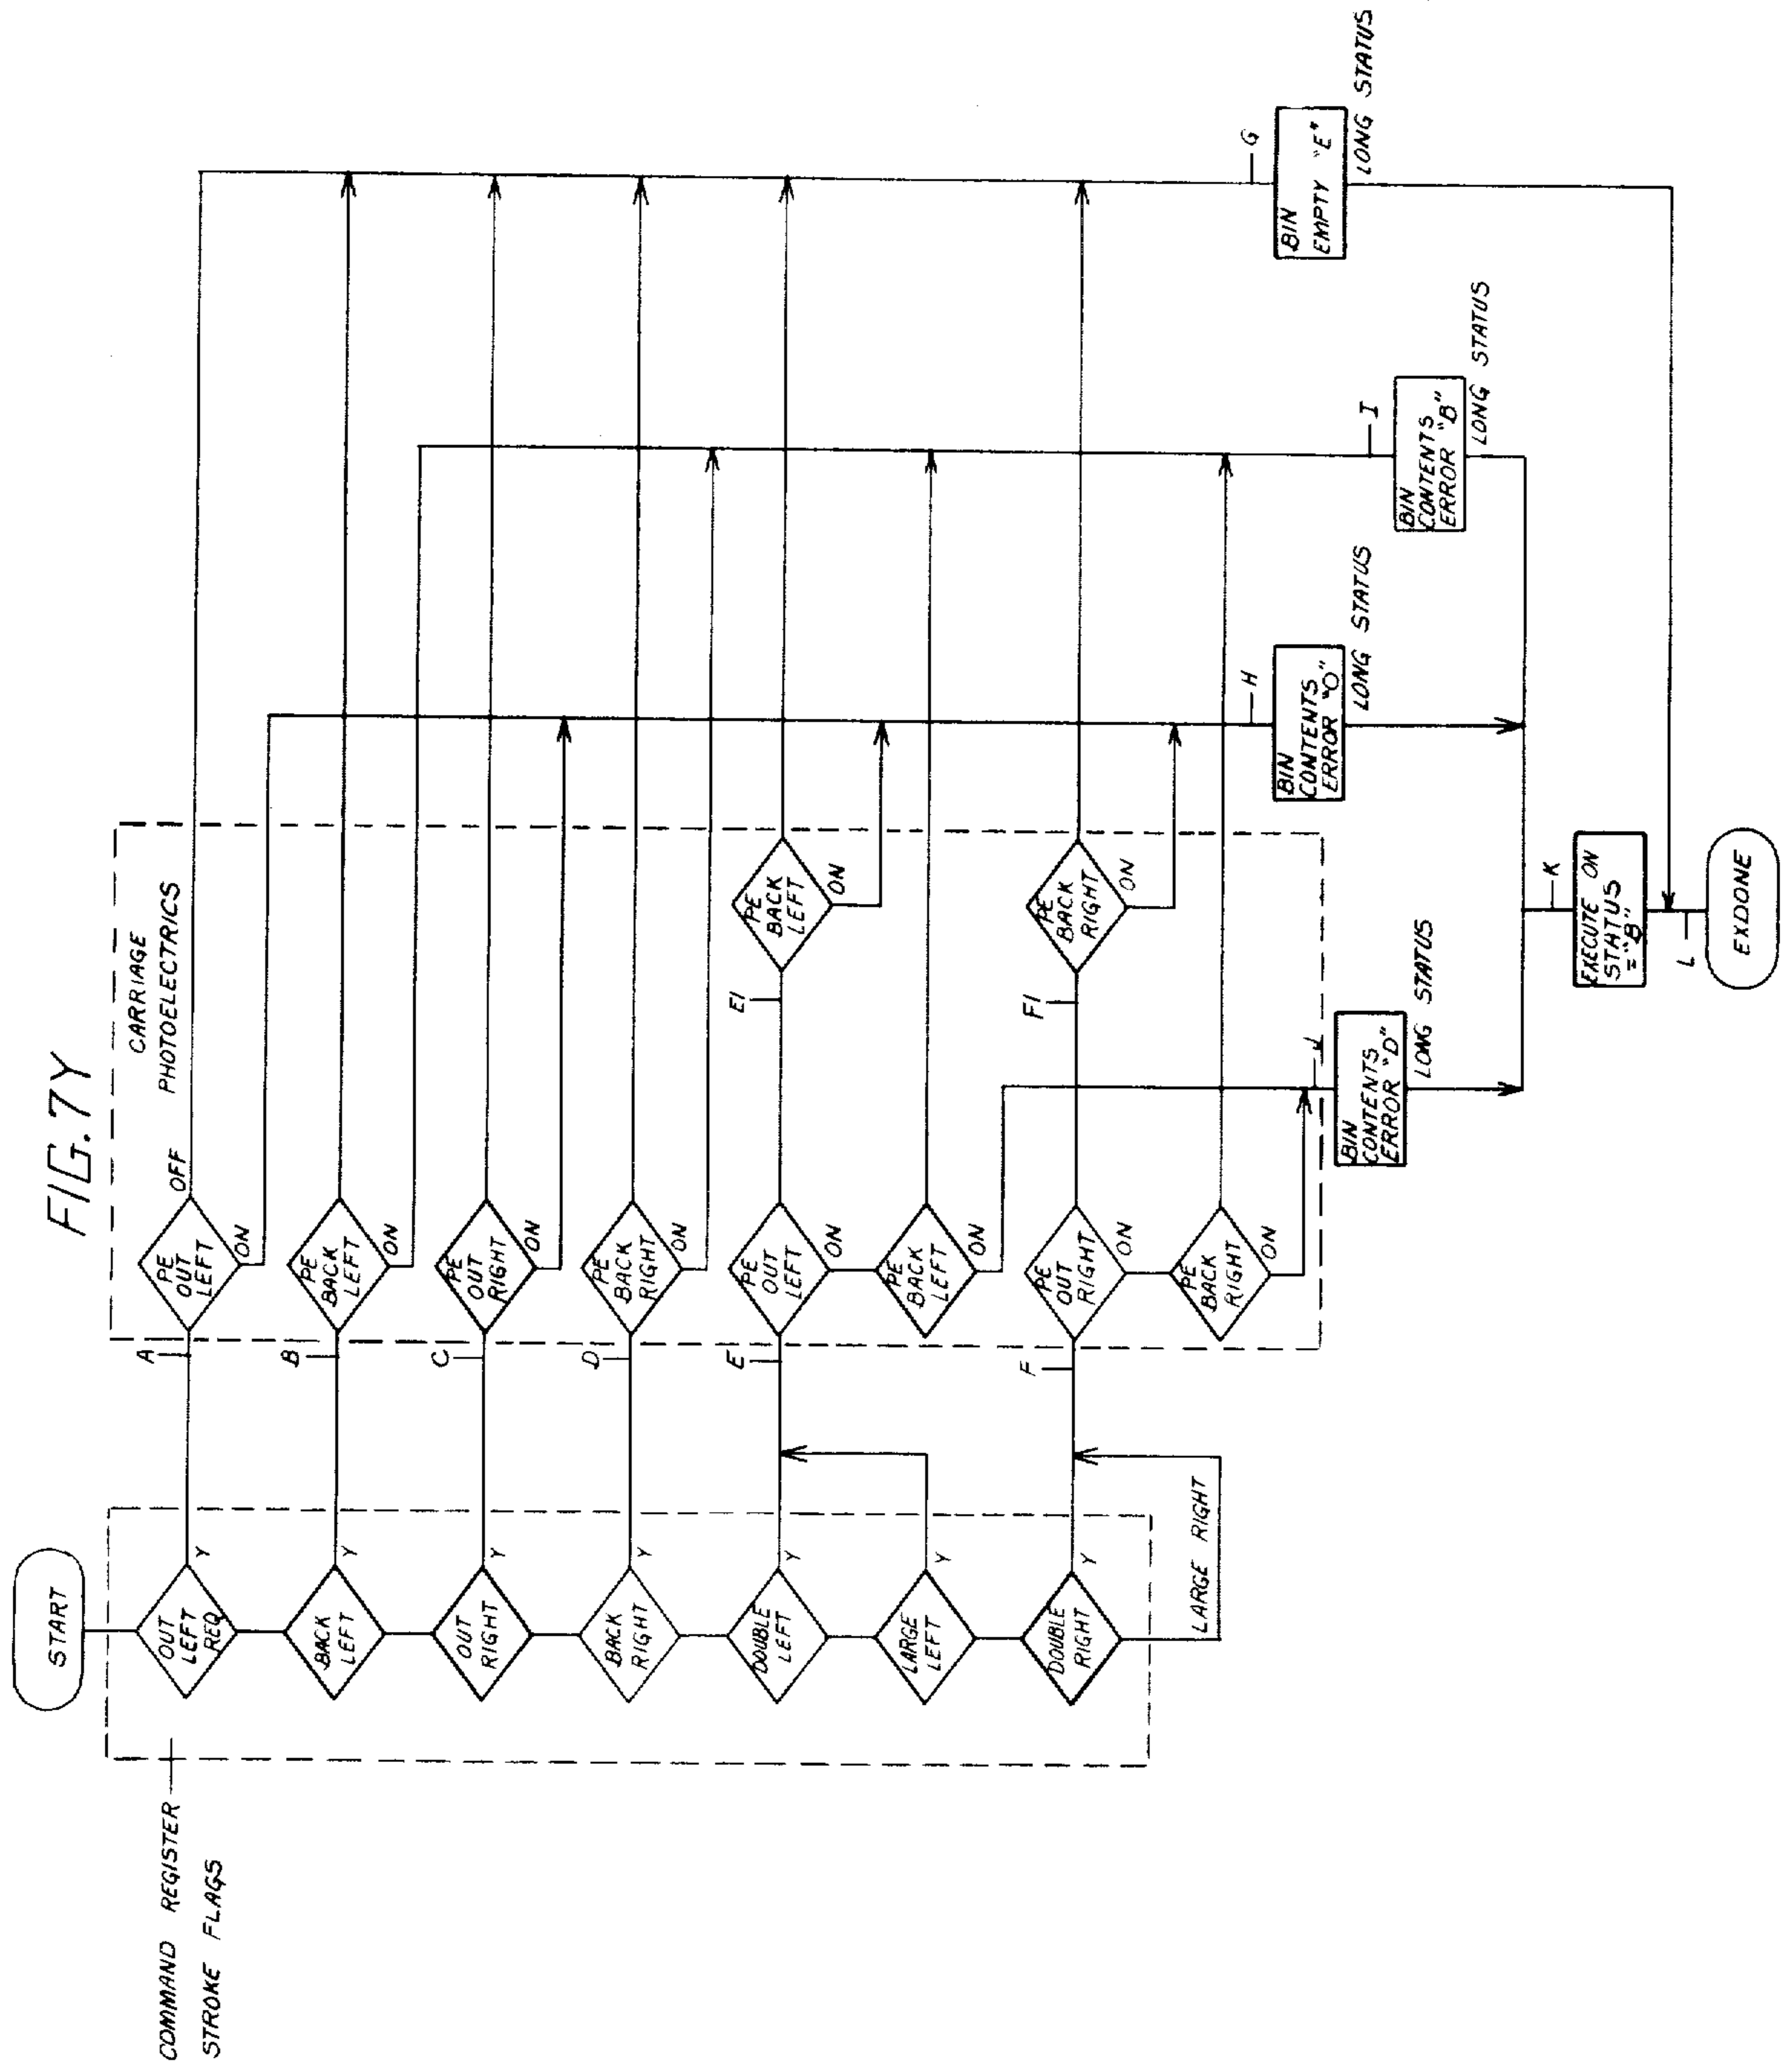 FIG. 7Y
COMMAND REGISTER
STROKE FLAGS
START
OUT
LEFT
REQ
Y
BACK
LEFT
Y
OUT
RIGHT
Y
BACK
RIGHT
Y
DOUBLE
LEFT
Y
LARGE
LEFT
Y
DOUBLE
RIGHT
Y
LARGE RIGHT
CARRIAGE
PHOTOELECTRICS
A
PE
OUT
LEFT
OFF
ON
B
PE
BACK
LEFT
ON
C
PE
OUT
RIGHT
ON
D
PE
BACK
RIGHT
ON
E
PE
OUT
LEFT
ON
E1
PE
BACK
LEFT
ON
PE
BACK
LEFT
ON
F
PE
OUT
RIGHT
ON
F1
PE
BACK
RIGHT
ON
PE
BACK
RIGHT
ON
J
BIN
CONTENTS
ERROR "D"
LONG STATUS
H
BIN
CONTENTS
ERROR "O"
LONG STATUS
I
BIN
CONTENTS
ERROR "B"
LONG STATUS
G
BIN
EMPTY "E"
LONG STATUS
K
EXECUTE ON
STATUS
="B"
L
EXDONE